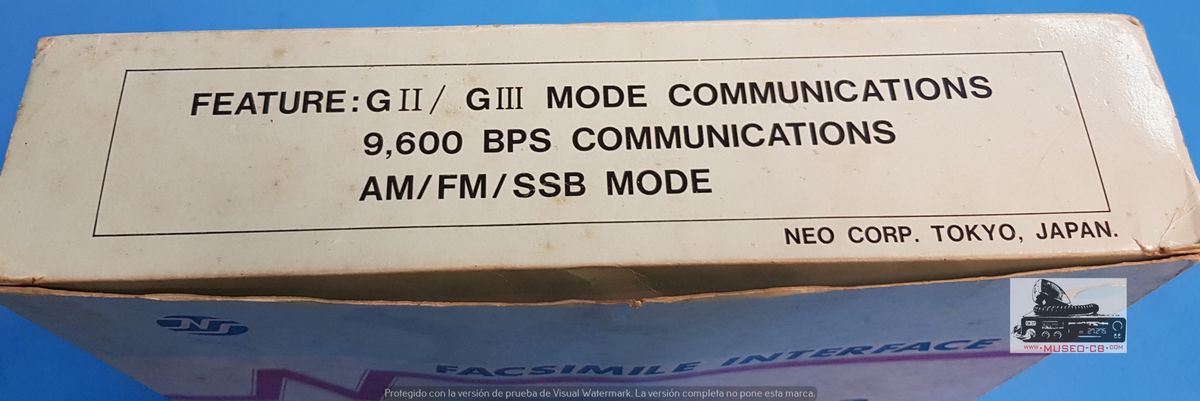 FEATURE: GII/ GIII MODE COMMUNICATIONS
9,600 BPS COMMUNICATIONS
AM/FM/SSB MODE
NEO CORP. TOKYO, JAPAN.
27.275
WWW.MUSEO-CB.COM
FACSIMILE INTERFACE
Protegido con la versión de prueba de Visual Watermark. La versión completa no pone esta marca.